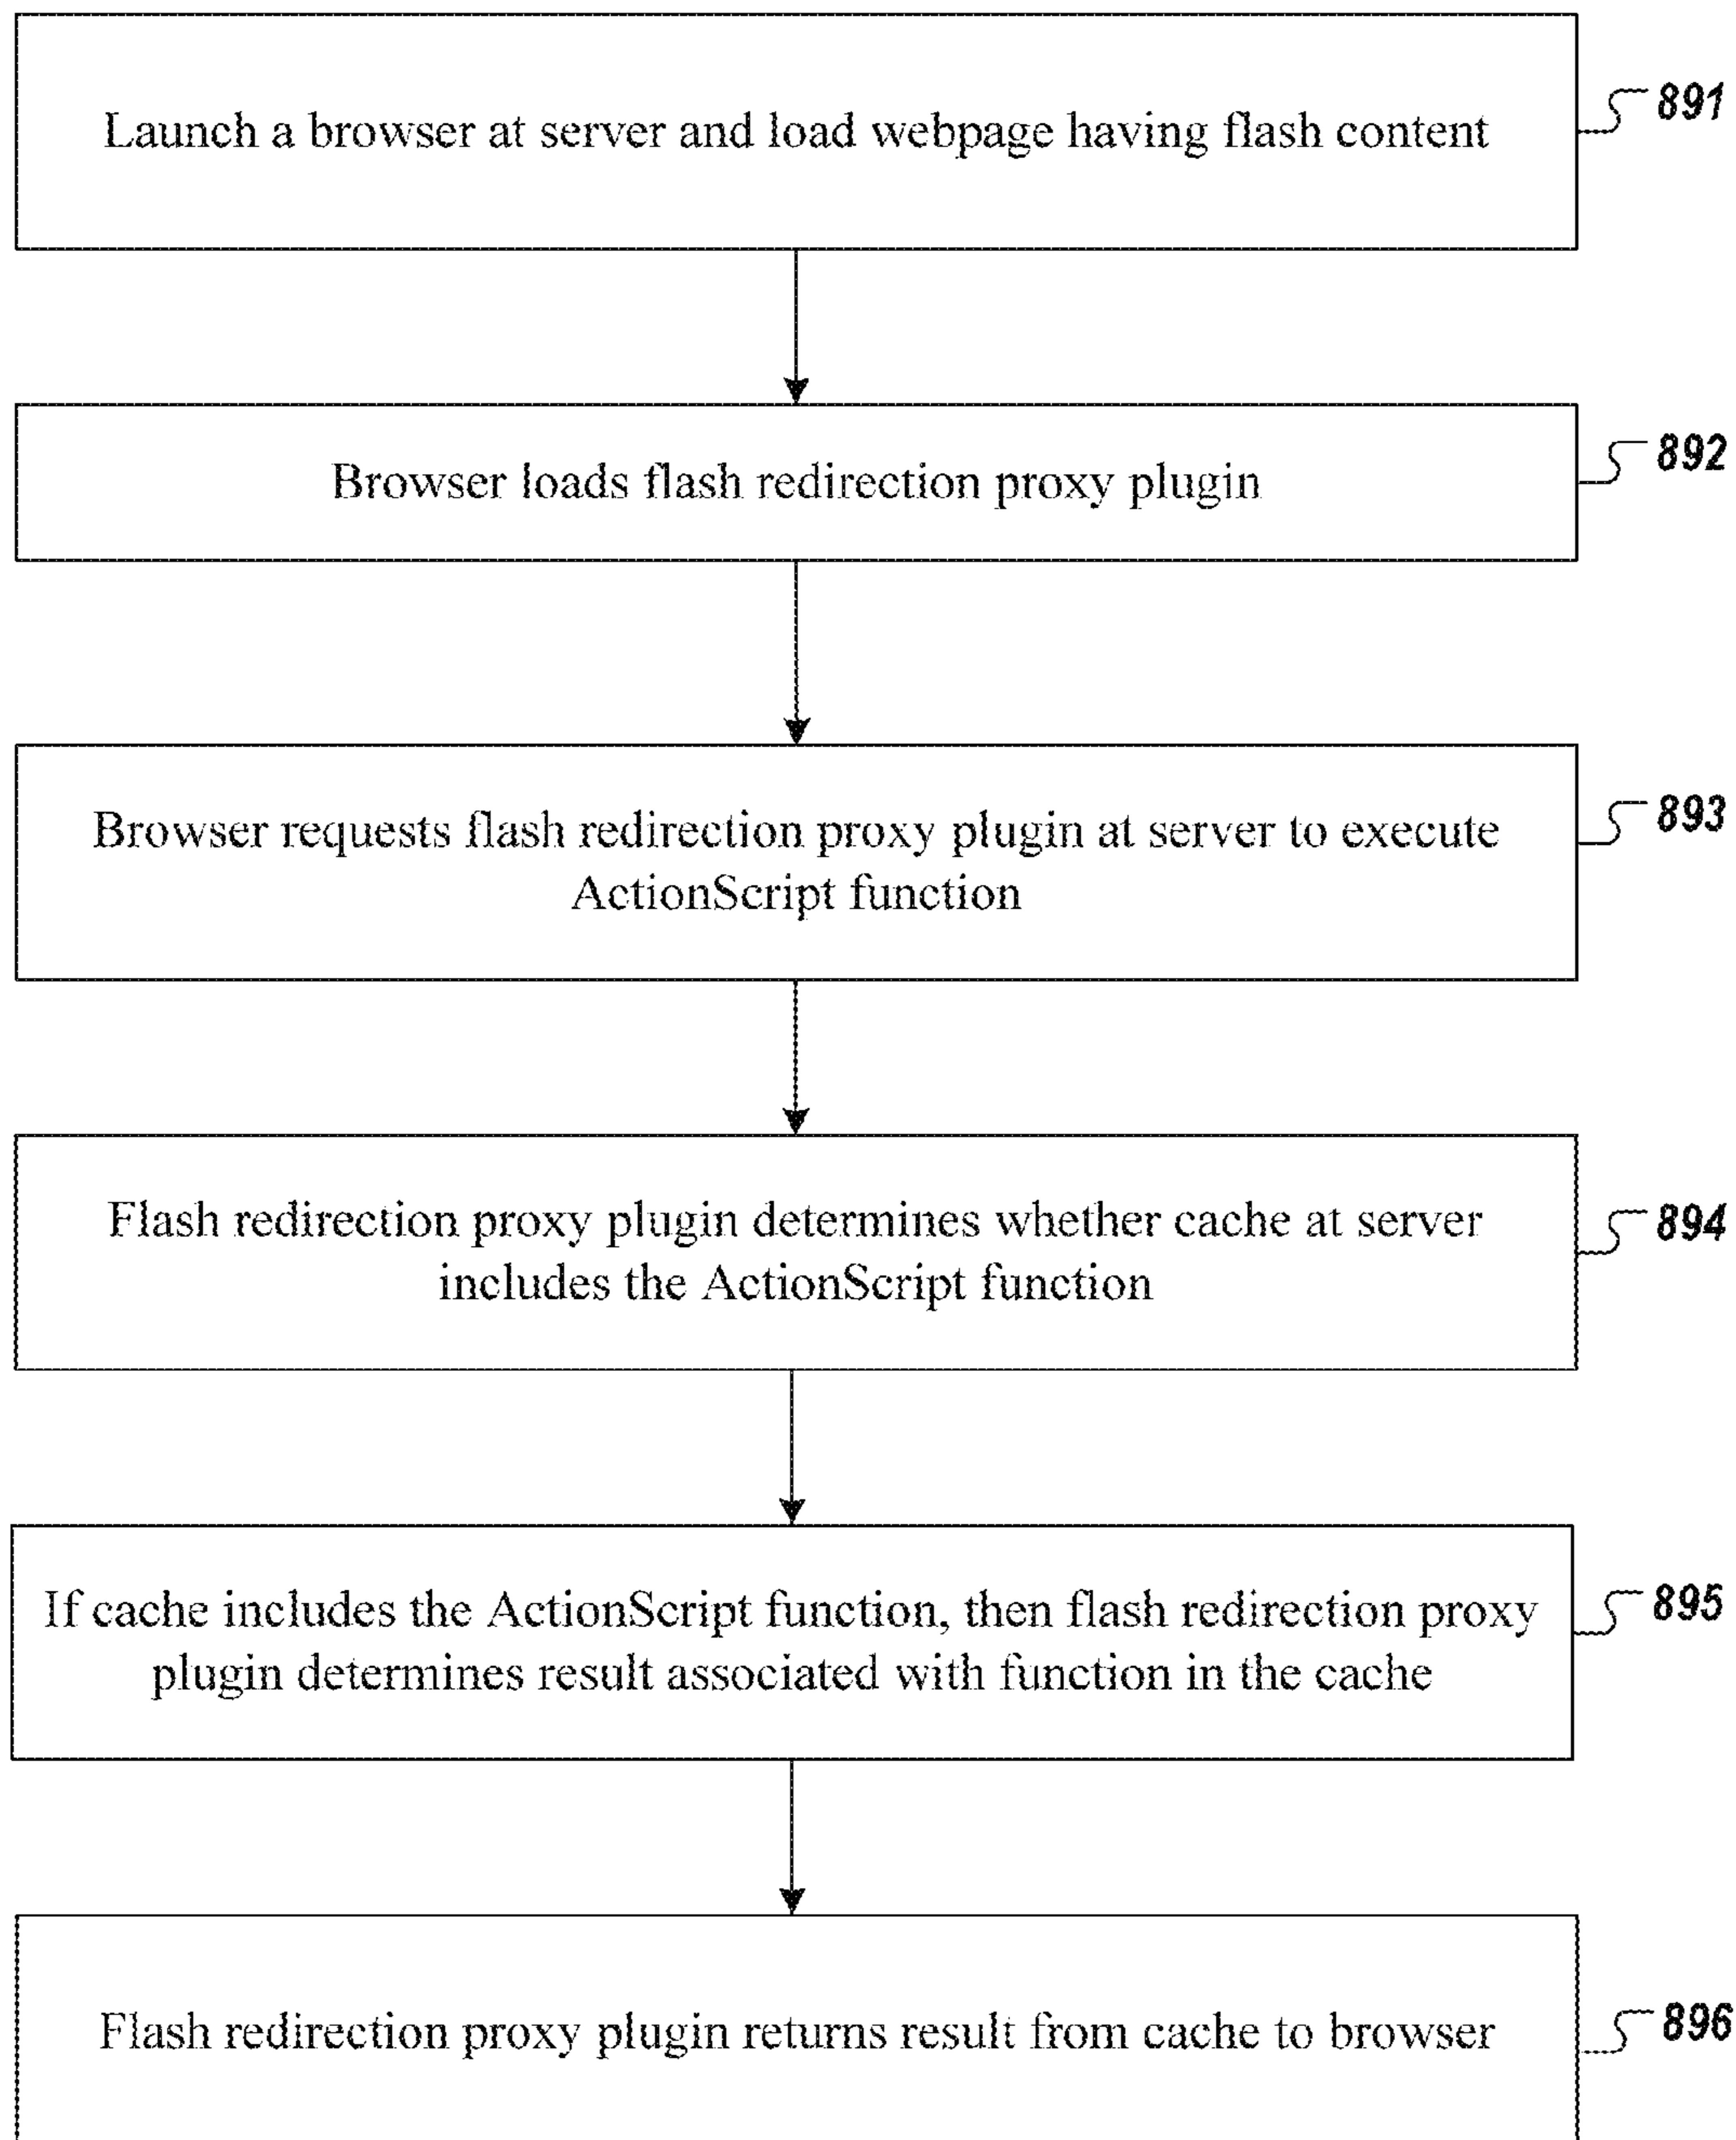 Launch a browser at server and load webpage having flash content
891
Browser loads flash redirection proxy plugin
892
Browser requests flash redirection proxy plugin at server to execute
ActionScript function
893
Flash redirection proxy plugin determines whether cache at server
includes the ActionScript function
894
If cache includes the ActionScript function, then flash redirection proxy
plugin determines result associated with function in the cache
895
Flash redirection proxy plugin returns result from cache to browser
896